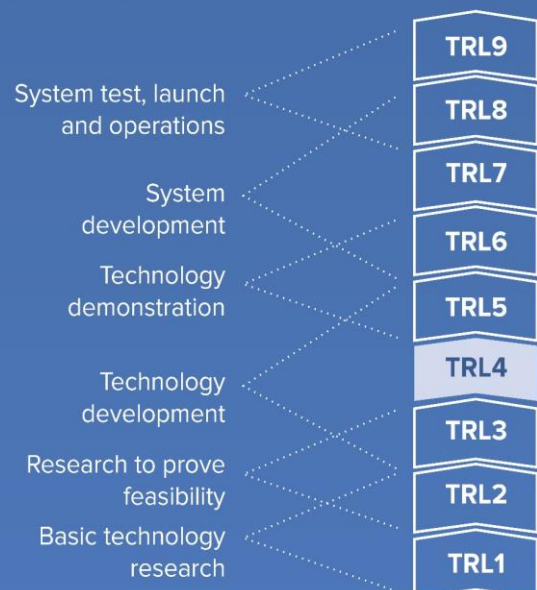 TRL9
System test, launch
and operations
TRL8
TRL7
System
development
TRL6
Technology
demonstration
TRL5
TRL4
Technology
development
TRL3
Research to prove
feasibility
TRL2
Basic technology
research
TRL1